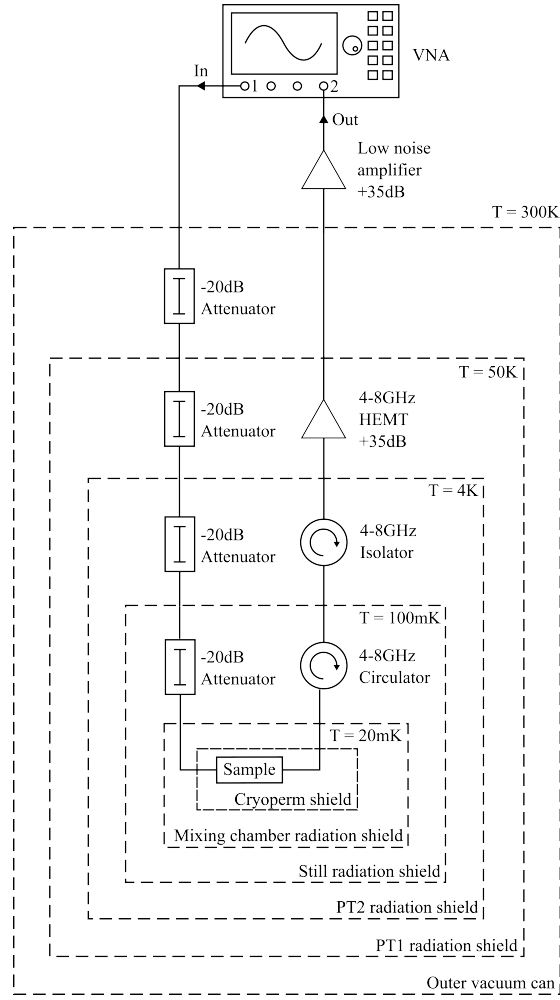 VNA
In
1
2
Out
Low noise
amplifier
+35dB
T = 300K
-20dB
Attenuator
T = 50K
-20dB
Attenuator
4-8GHz
HEMT
+35dB
T = 4K
-20dB
Attenuator
4-8GHz
Isolator
T = 100mK
-20dB
Attenuator
4-8GHz
Circulator
T = 20mK
Sample
Cryoperm shield
Mixing chamber radiation shield
Still radiation shield
PT2 radiation shield
PT1 radiation shield
Outer vacuum can